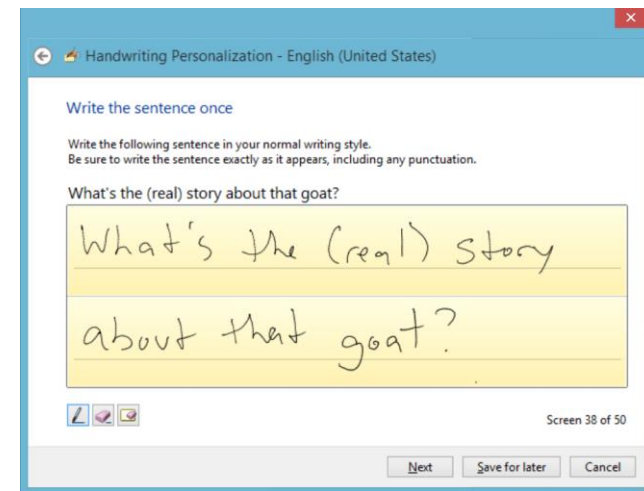 Handwriting Personalization - English (United States)
Write the sentence once
Write the following sentence in your normal writing style.
Be sure to write the sentence exactly as it appears, including any punctuation.
What's the (real) story about that goat?
What's the (real) story
about that goat?
Screen 38 of 50
Next Save for later Cancel